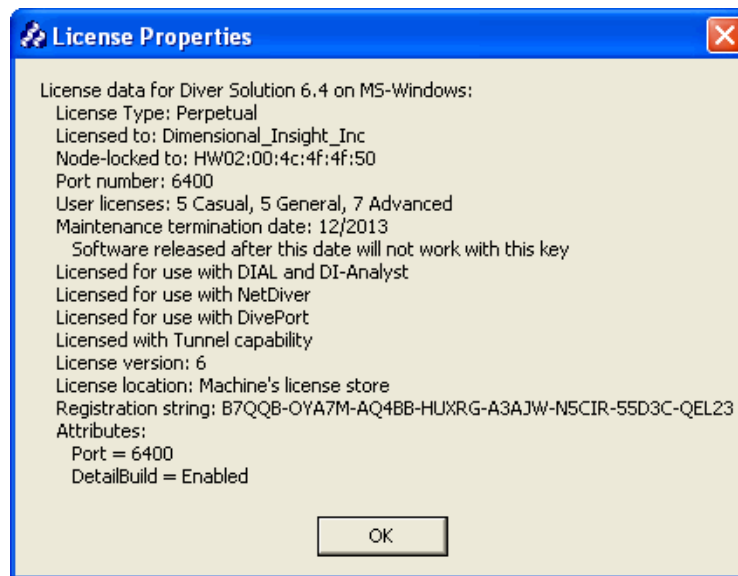 License Properties
License data for Diver Solution 6.4 on MS-Windows:
License Type: Perpetual
Licensed to: Dimensional_Insight_Inc
Node-locked to: HW02:00:4c:4f:4f:50
Port number: 6400
User licenses: 5 Casual, 5 General, 7 Advanced
Maintenance termination date: 12/2013
Software released after this date will not work with this key
Licensed for use with DIAL and DI-Analyst
Licensed for use with NetDiver
Licensed for use with DivePort
Licensed with Tunnel capability
License version: 6
License location: Machine's license store
Registration string: B7QQB-OYA7M-AQ4BB-HUXRG-A3AJW-N5CIR-55D3C-QEL23
Attributes:
Port = 6400
DetailBuild = Enabled
OK